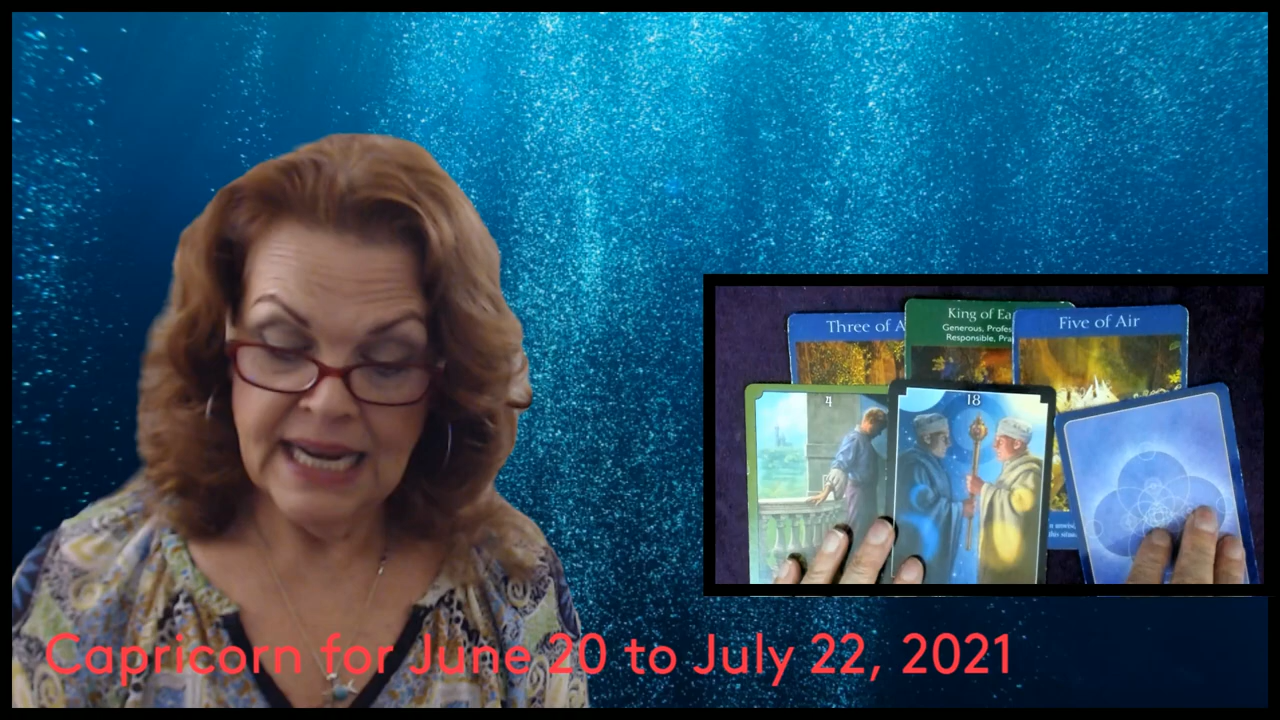 Three of A
King of Ea
Generous, Profes
Responsible, Pra
Five of Air
4
18
Capricorn for June 20 to July 22, 2021